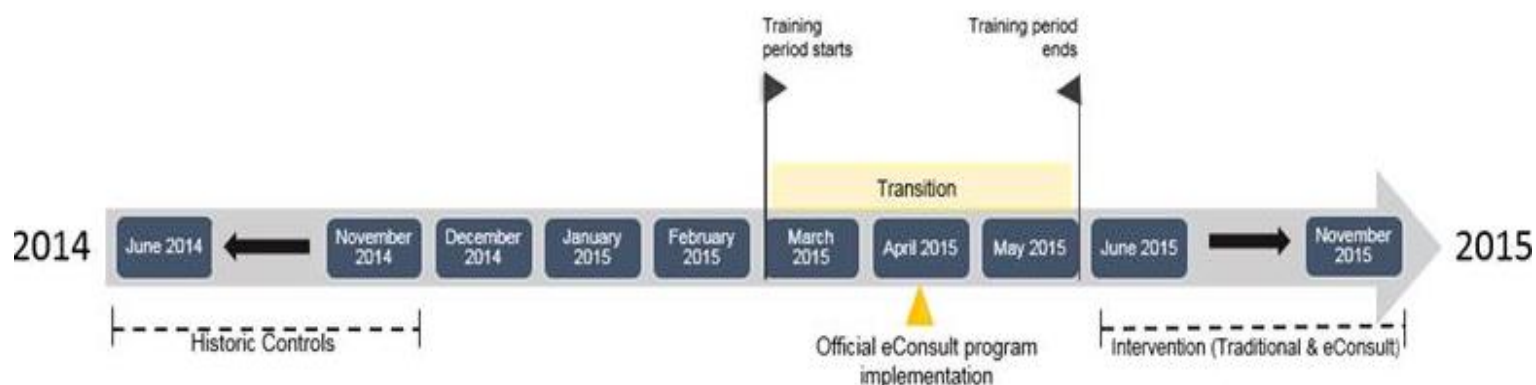 Training
period starts
Training period
ends
Transition
2014
June 2014
November
2014
December
2014
January
2015
February
2015
March
2015
April 2015
May 2015
June 2015
November
2015
2015
Historic Controls
Official eConsult program
implementation
Intervention (Traditional & eConsult)